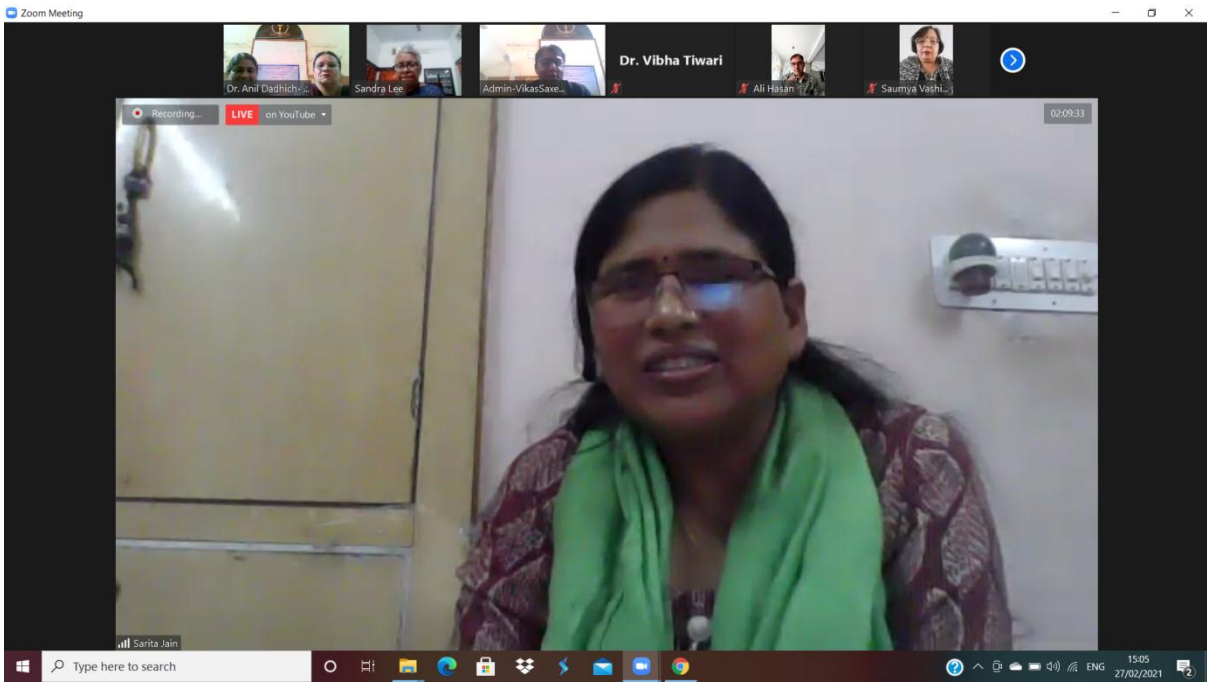 Zoom Meeting
Dr. Anil Dadhich- ...
Sandra Lee
Admin-VikasSaxe...
Dr. Vibha Tiwari
Ali Hasan
Saumya Vashi...
Recording...
LIVE on YouTube
02:09:33
Sarita Jain
Type here to search
ENG
15:05
27/02/2021
2